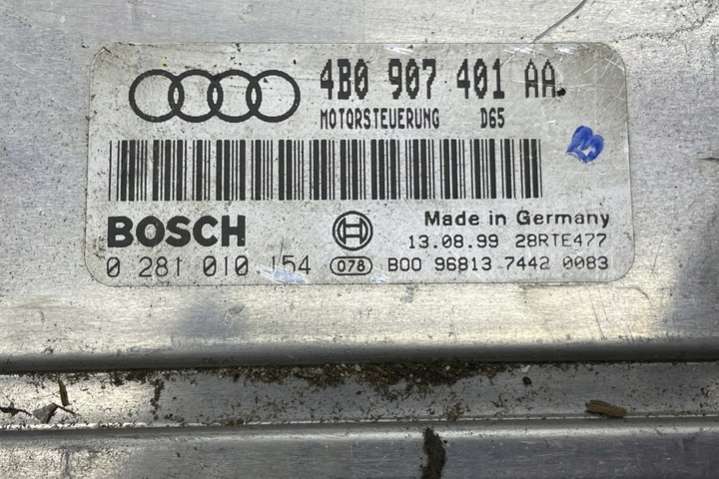 4B0 907 401 AA
MOTORSTEUERUNG D65
BOSCH
Made in Germany
13.08.99 28RTE477
0 281 010 154 078 B00 96813 7442 0083